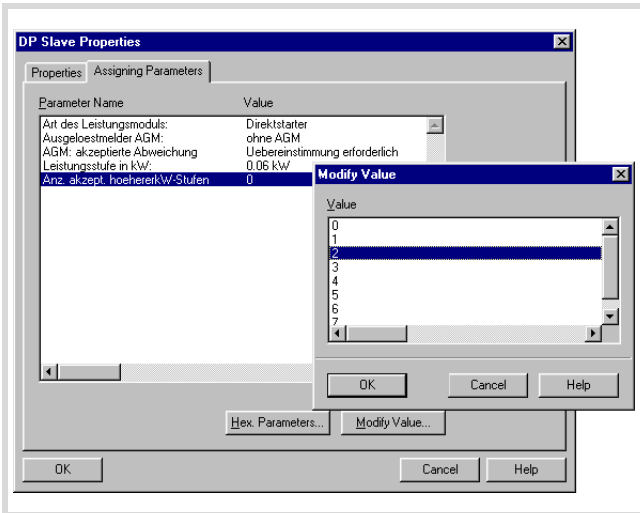 DP Slave Properties
Properties
Assigning Parameters
Parameter Name Value
Art des Leistungsmoduls: Direktstarter
Ausgeloestmelder AGM: ohne AGM
AGM: akzeptierte Abweichung Uebereinstimmung erforderlich
Leistungsstufe in kW: 0.06 kW
Anz. akzept. hoehererkW-Stufen 0
Modify Value
Value
0
1
2
3
4
5
6
7
OK Cancel Help
Hex. Parameters... Modify Value...
OK Cancel Help